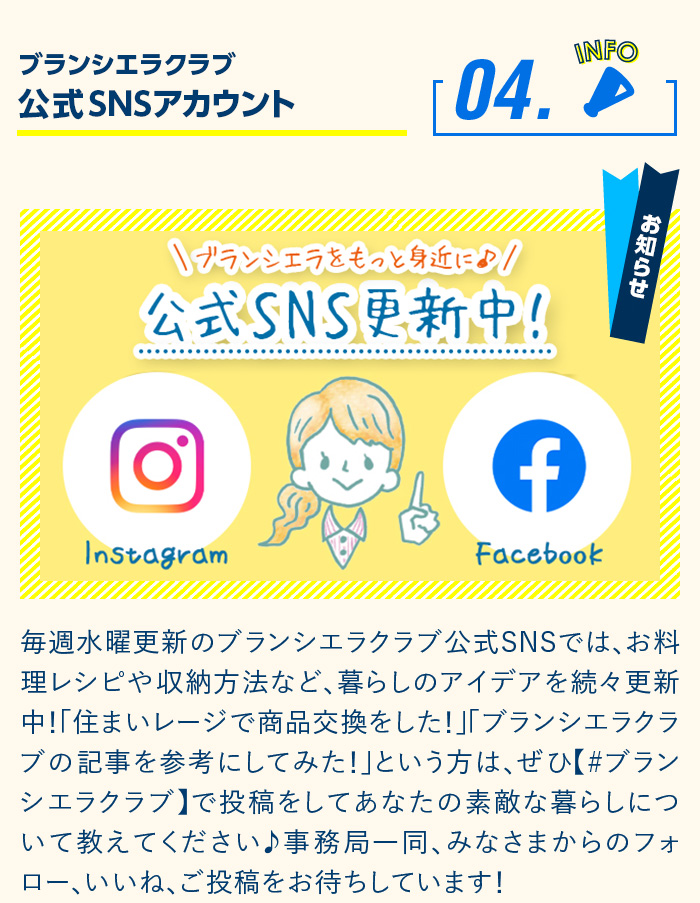 ブランシエラクラブ
公式SNSアカウント
04.
INFO
お知らせ
\ブランシエラをもっと身近に♪/
公式SNS更新中!
Instagram
Facebook
毎週水曜更新のブランシエラクラブ公式SNSでは、お料
理レシピや収納方法など、暮らしのアイデアを続々更新
中!「住まいレージで商品交換をした!」「ブランシエラクラ
ブの記事を参考にしてみた!」という方は、ぜひ【#ブラン
シエラクラブ】で投稿をしてあなたの素敵な暮らしにつ
いて教えてください♪事務局一同、みなさまからのフォ
ロー、いいね、ご投稿をお待ちしています!